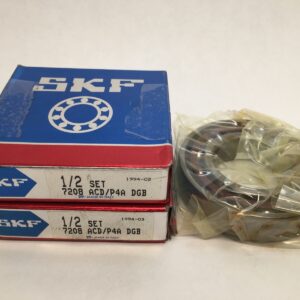 SKF
1994-02
SKF
1/2 SET
7208 ACD/P4A DGB
1994-03
SKF
1/2 SET
7208 ACD/P4A DGB